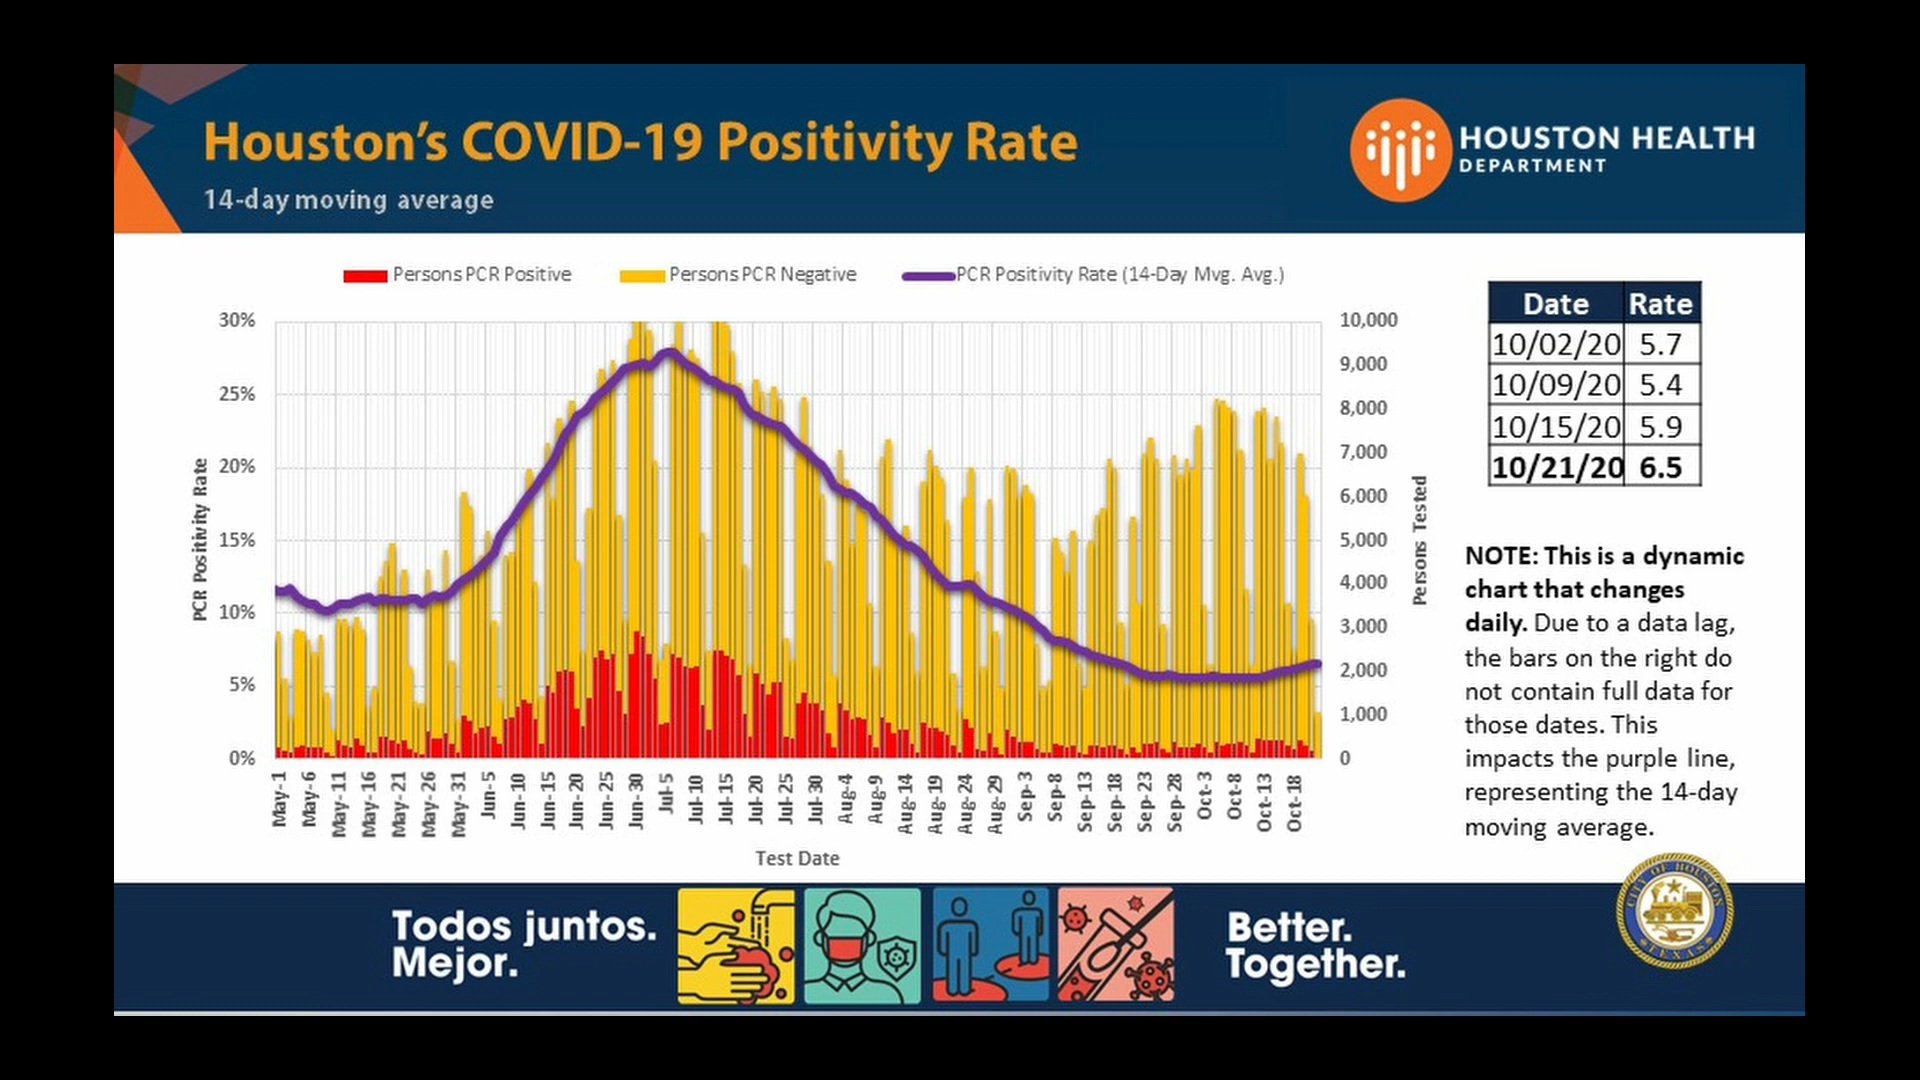 Houston's COVID-19 Positivity Rate
14-day moving average
HOUSTON HEALTH
DEPARTMENT
Persons PCR Positive
Persons PCR Negative
PCR Positivity Rate (14-Day Mvg. Avg.)
30%
25%
20%
15%
10%
5%
0%
PCR Positivity Rate
10,000
9,000
8,000
7,000
6,000
5,000
4,000
3,000
2,000
1,000
0
Persons Tested
May-1
May-6
May-11
May-16
May-21
May-26
May-31
Jun-5
Jun-10
Jun-15
Jun-20
Jun-25
Jun-30
Jul-5
Jul-10
Jul-15
Jul-20
Jul-25
Jul-30
Aug-4
Aug-9
Aug-14
Aug-19
Aug-24
Aug-29
Sep-3
Sep-8
Sep-13
Sep-18
Sep-23
Sep-28
Oct-3
Oct-8
Oct-13
Oct-18
Test Date
Date Rate
10/02/20 5.7
10/09/20 5.4
10/15/20 5.9
10/21/20 6.5
NOTE: This is a dynamic
chart that changes
daily. Due to a data lag,
the bars on the right do
not contain full data for
those dates. This
impacts the purple line,
representing the 14-day
moving average.
Todos juntos.
Mejor.
Better.
Together.
CITY OF HOUSTON
TEXAS